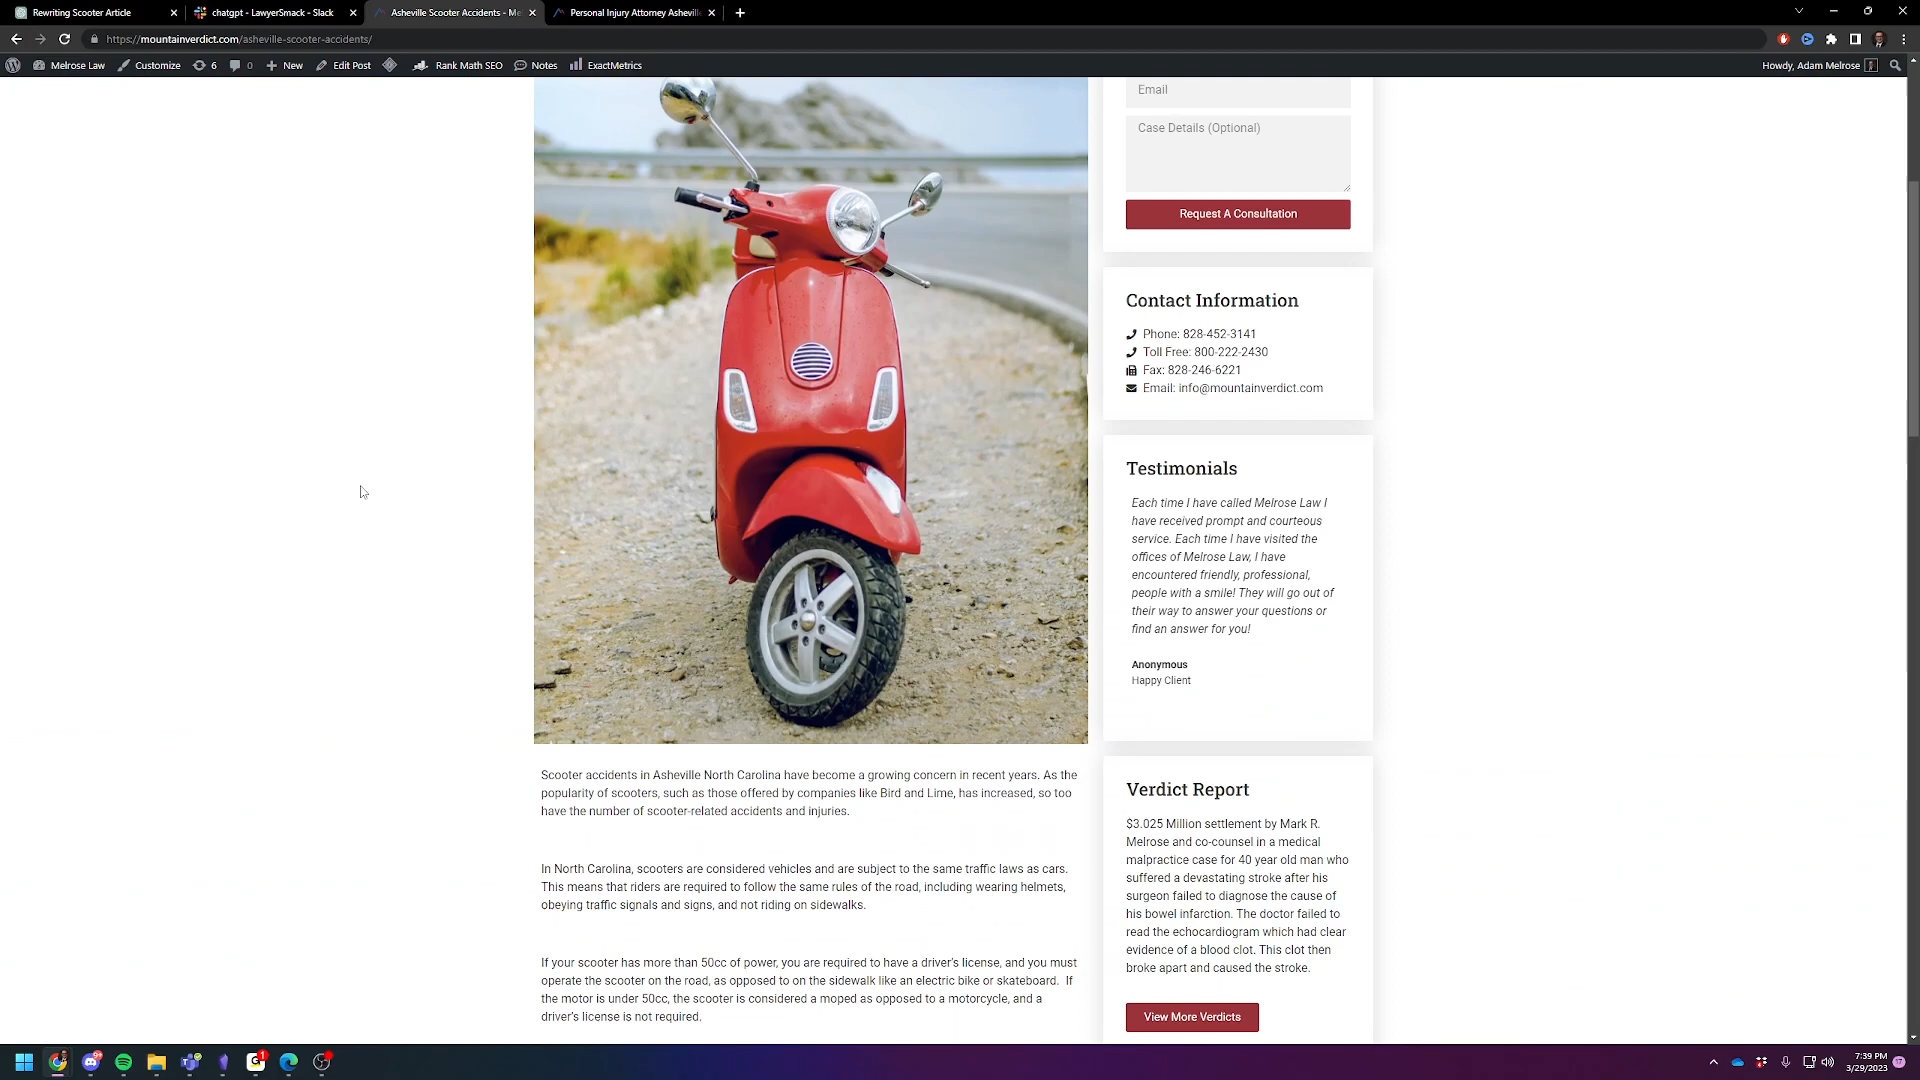 Rewriting Scooter Article
chatgpt - LawyerSmack - Slack
Asheville Scooter Accidents - Me
Personal Injury Attorney Asheville
https://mountainverdict.com/asheville-scooter-accidents/
Melrose Law
Customize
6
0
New
Edit Post
Rank Math SEO
Notes
ExactMetrics
Howdy, Adam Melrose
Email
Case Details (Optional)
Request A Consultation
Contact Information
Phone: 828-452-3141
Toll Free: 800-222-2430
Fax: 828-246-6221
Email: info@mountainverdict.com
Testimonials
Each time I have called Melrose Law I
have received prompt and courteous
service. Each time I have visited the
offices of Melrose Law, I have
encountered friendly, professional,
people with a smile! They will go out of
their way to answer your questions or
find an answer for you!
Anonymous
Happy Client
Scooter accidents in Asheville North Carolina have become a growing concern in recent years. As the
popularity of scooters, such as those offered by companies like Bird and Lime, has increased, so too
have the number of scooter-related accidents and injuries.
In North Carolina, scooters are considered vehicles and are subject to the same traffic laws as cars.
This means that riders are required to follow the same rules of the road, including wearing helmets,
obeying traffic signals and signs, and not riding on sidewalks.
If your scooter has more than 50cc of power, you are required to have a driver's license, and you must
operate the scooter on the road, as opposed to on the sidewalk like an electric bike or skateboard. If
the motor is under 50cc, the scooter is considered a moped as opposed to a motorcycle, and a
driver's license is not required.
Verdict Report
$3.025 Million settlement by Mark R.
Melrose and co-counsel in a medical
malpractice case for 40 year old man who
suffered a devastating stroke after his
surgeon failed to diagnose the cause of
his bowel infarction. The doctor failed to
read the echocardiogram which had clear
evidence of a blood clot. This clot then
broke apart and caused the stroke.
View More Verdicts
7:39 PM
3/29/2023